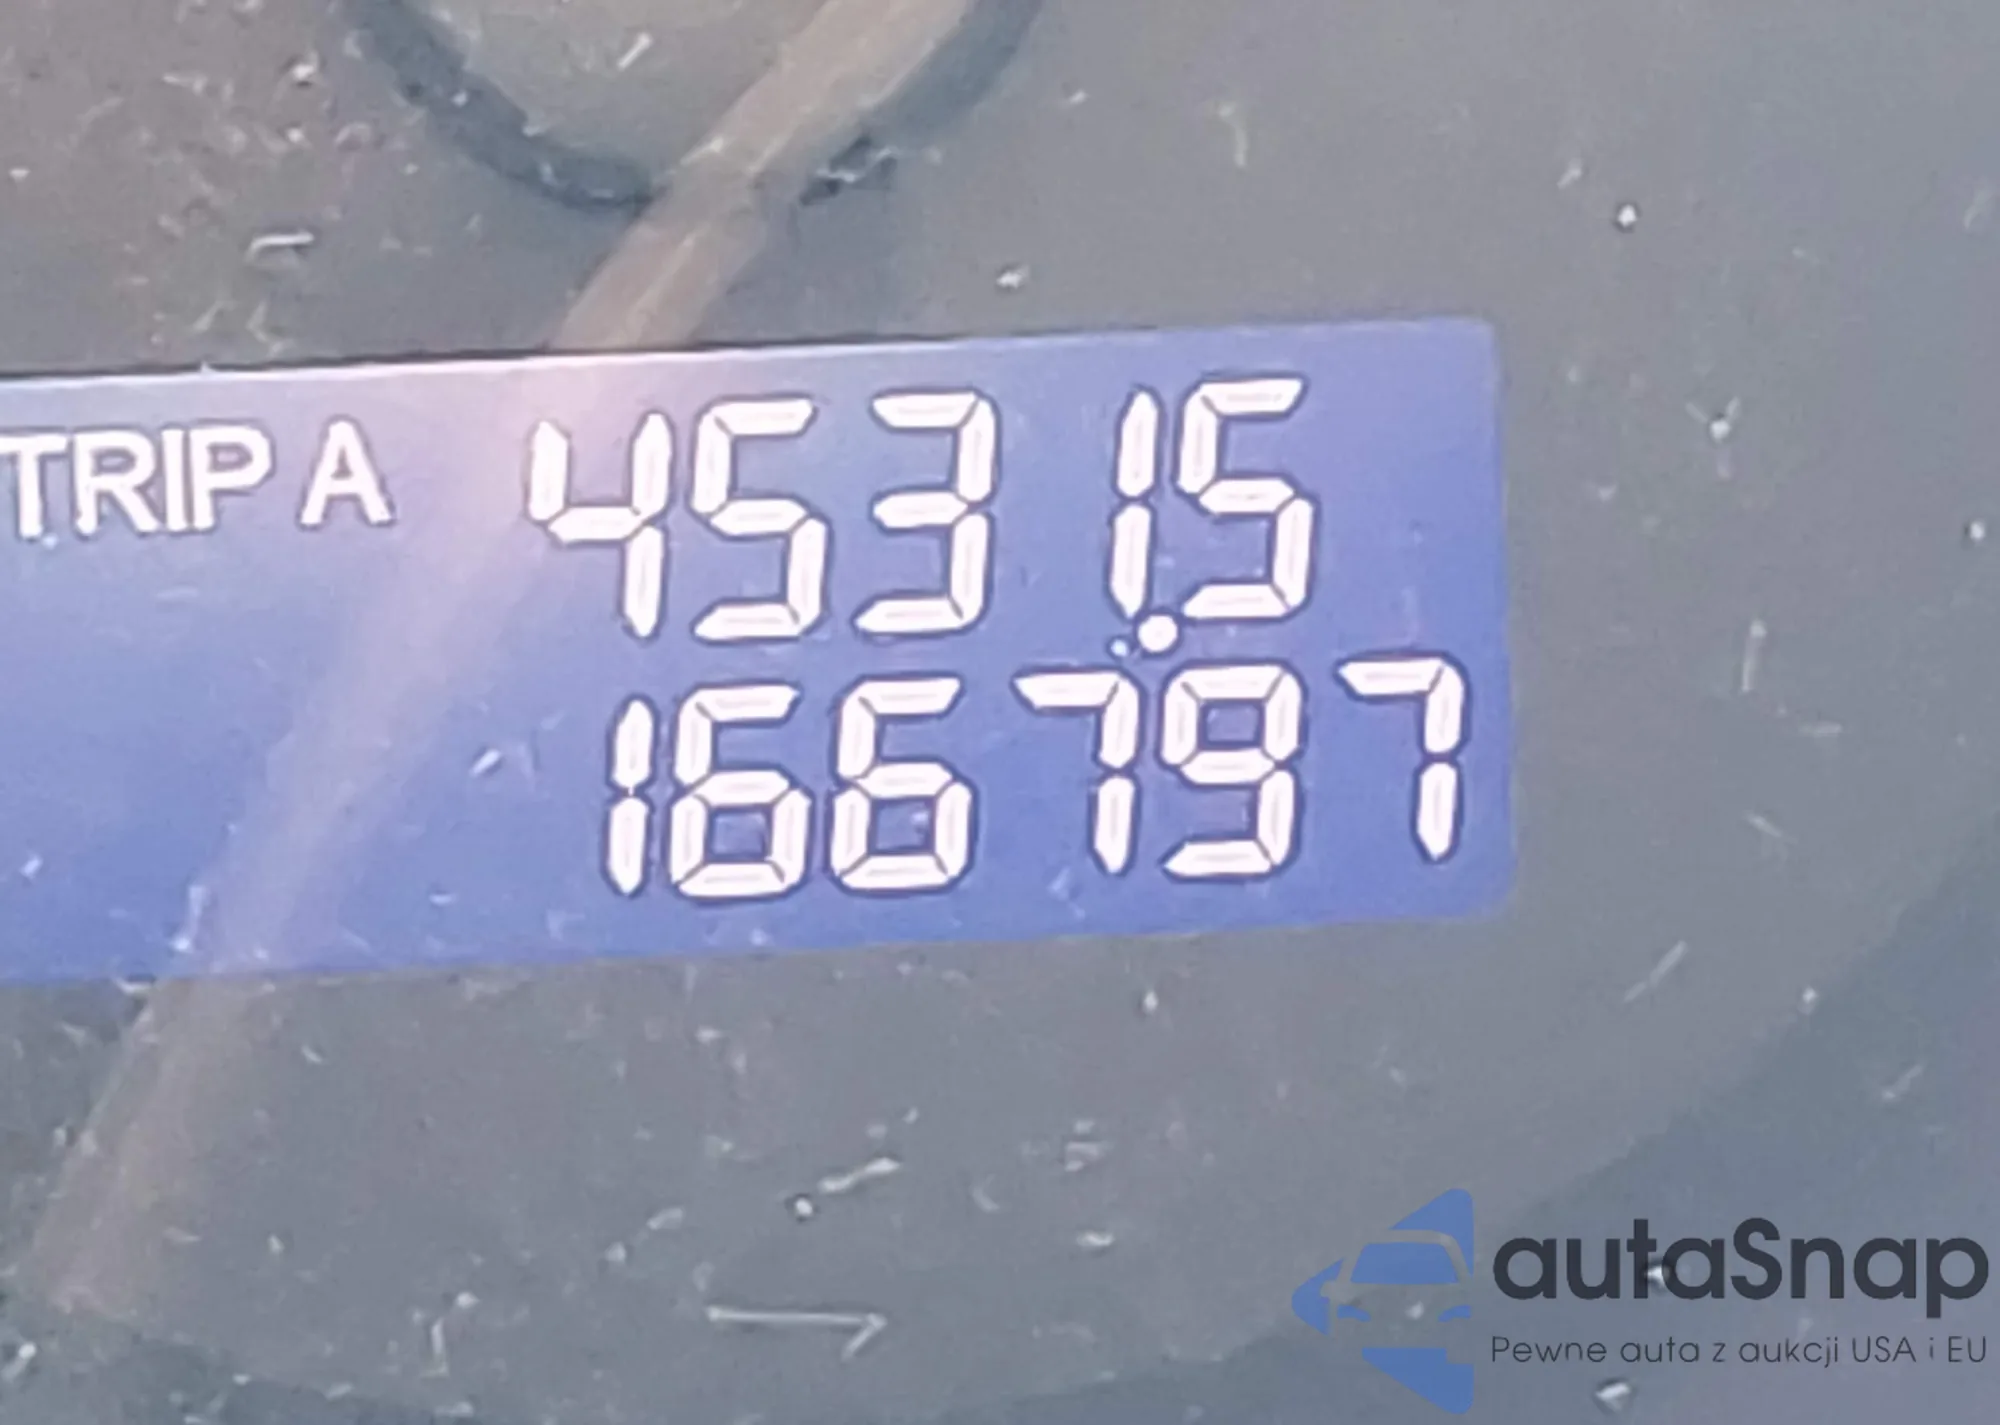 TRIP A 4531.5
166797
autaSnap
Pewne auta z aukcji USA i EU